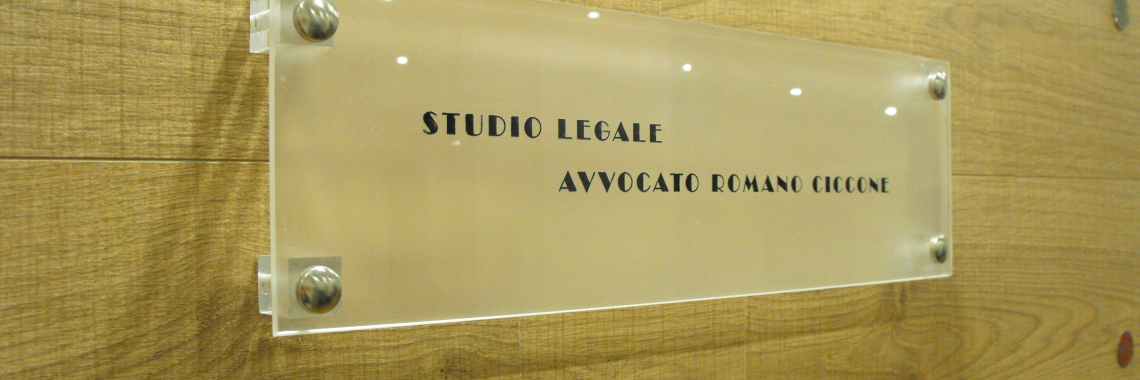 STUDIO LEGALE
AVVOCATO ROMANO CICCONE